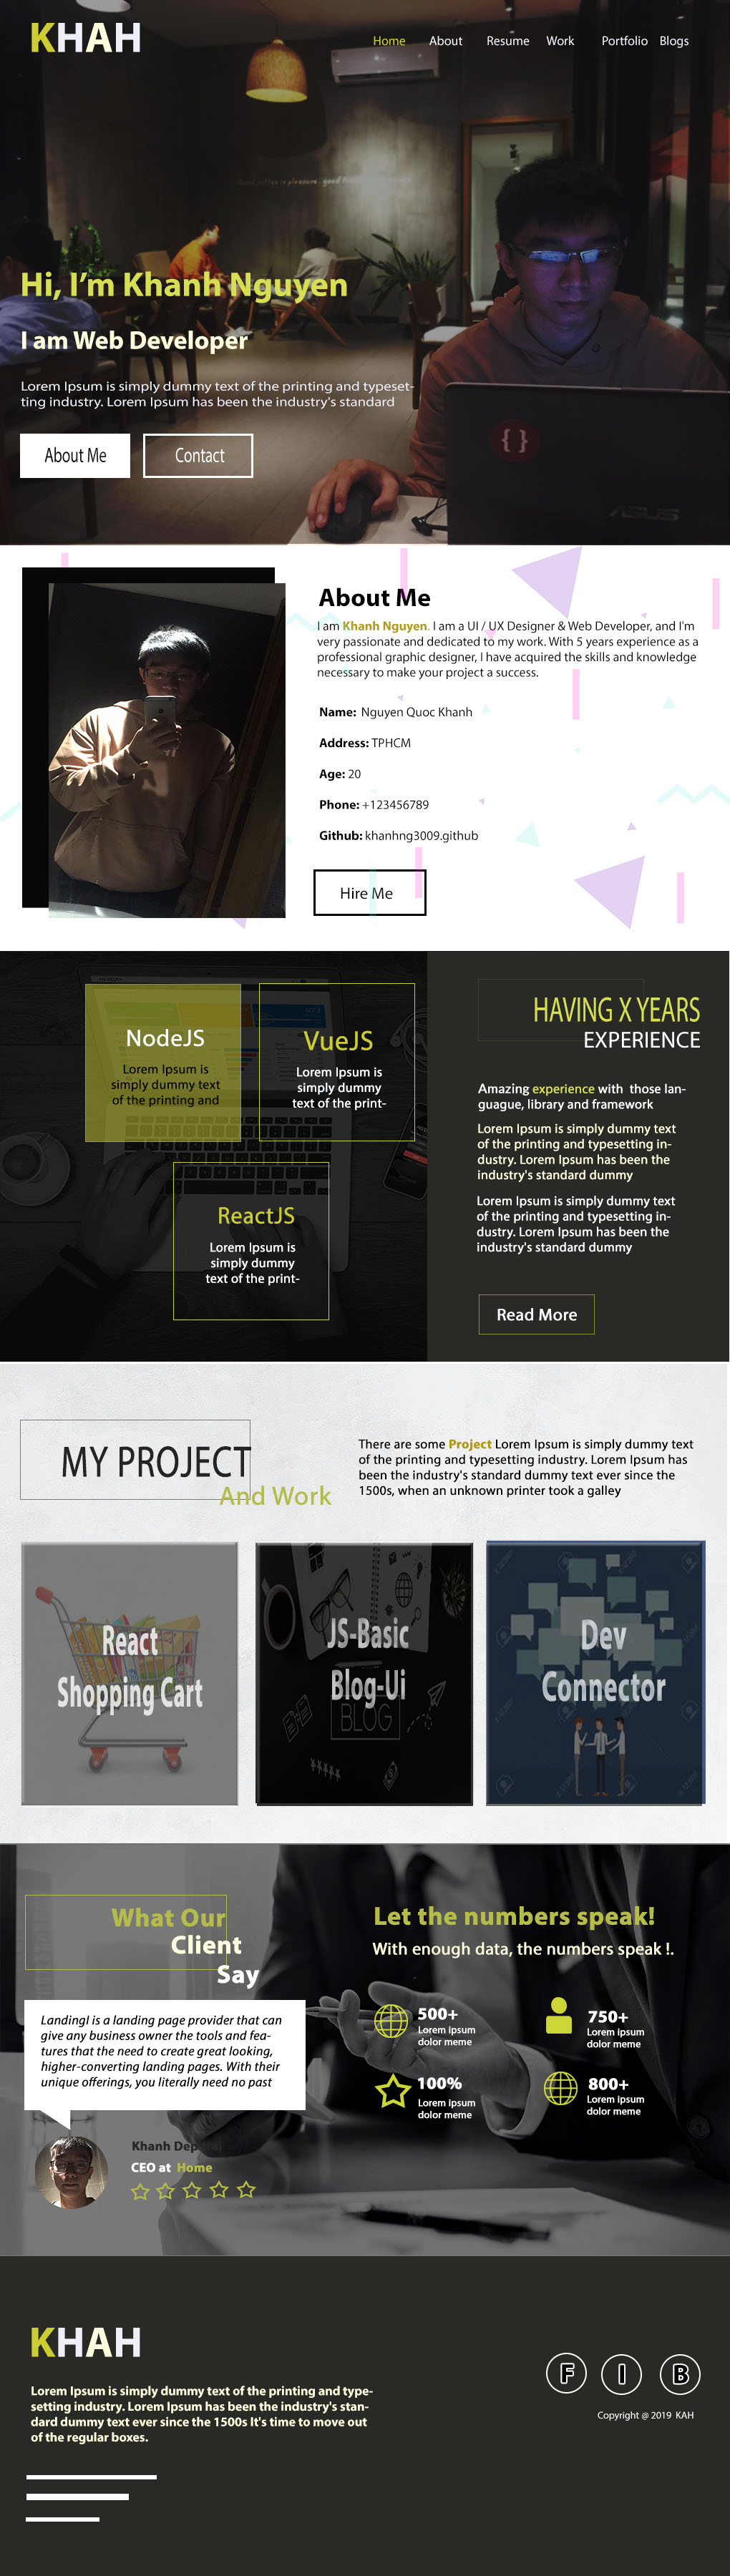 KHAH
Home About Resume Work Portfolio Blogs
Hi, I'm Khanh Nguyen
I am Web Developer
Lorem Ipsum is simply dummy text of the printing and typeset-
ting industry. Lorem Ipsum has been the industry's standard
About Me Contact
{ }
ASUS
About Me
I am Khanh Nguyen. I am a UI / UX Designer & Web Developer, and I'm
very passionate and dedicated to my work. With 5 years experience as a
professional graphic designer, I have acquired the skills and knowledge
necessary to make your project a success.
Name: Nguyen Quoc Khanh
Address: TPHCM
Age: 20
Phone: +123456789
Github: khanhng3009.github
Hire Me
NodeJS
Lorem Ipsum is
simply dummy text
of the printing and
VueJS
Lorem Ipsum is
simply dummy
text of the print-
ReactJS
Lorem Ipsum is
simply dummy
text of the print-
HAVING X YEARS
EXPERIENCE
Amazing experience with those lan-
guague, library and framework
Lorem Ipsum is simply dummy text
of the printing and typesetting in-
dustry. Lorem Ipsum has been the
industry's standard dummy
Lorem Ipsum is simply dummy text
of the printing and typesetting in-
dustry. Lorem Ipsum has been the
industry's standard dummy
Read More
MY PROJECT
And Work
There are some Project Lorem Ipsum is simply dummy text
of the printing and typesetting industry. Lorem Ipsum has
been the industry's standard dummy text ever since the
1500s, when an unknown printer took a galley
React
Shopping Cart
JS-Basic
Blog-Ui
BLOG
Dev
Connector
What Our
Client
Say
Landingl is a landing page provider that can
give any business owner the tools and fea-
tures that the need to create great looking,
higher-converting landing pages. With their
unique offerings, you literally need no past
Khanh Dep
CEO at Home
Let the numbers speak!
With enough data, the numbers speak !.
500+
Lorem ipsum
dolor meme
750+
Lorem ipsum
dolor meme
100%
Lorem ipsum
dolor meme
800+
Lorem ipsum
dolor meme
KHAH
Lorem Ipsum is simply dummy text of the printing and type-
setting industry. Lorem Ipsum has been the industry's stan-
dard dummy text ever since the 1500s It's time to move out
of the regular boxes.
F I B
Copyright @ 2019 KAH